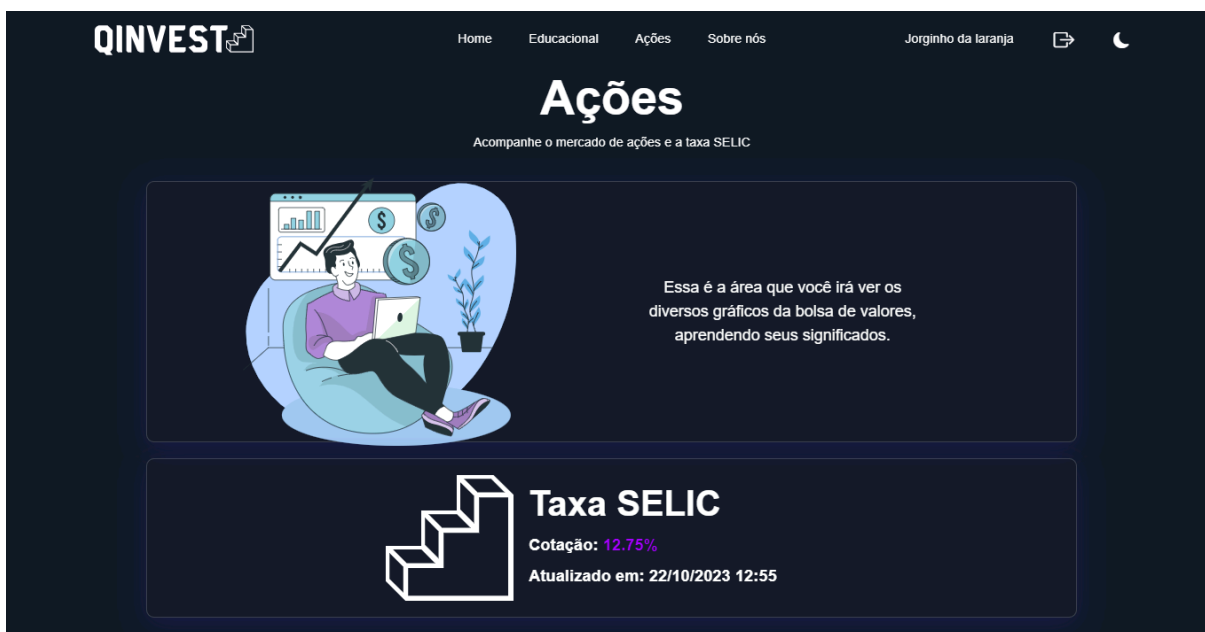 QINVEST
Home Educacional Ações Sobre nós Jorginho da laranja
Ações
Acompanhe o mercado de ações e a taxa SELIC
$ $
$
Essa é a área que você irá ver os
diversos gráficos da bolsa de valores,
aprendendo seus significados.
Taxa SELIC
Cotação: 12.75%
Atualizado em: 22/10/2023 12:55